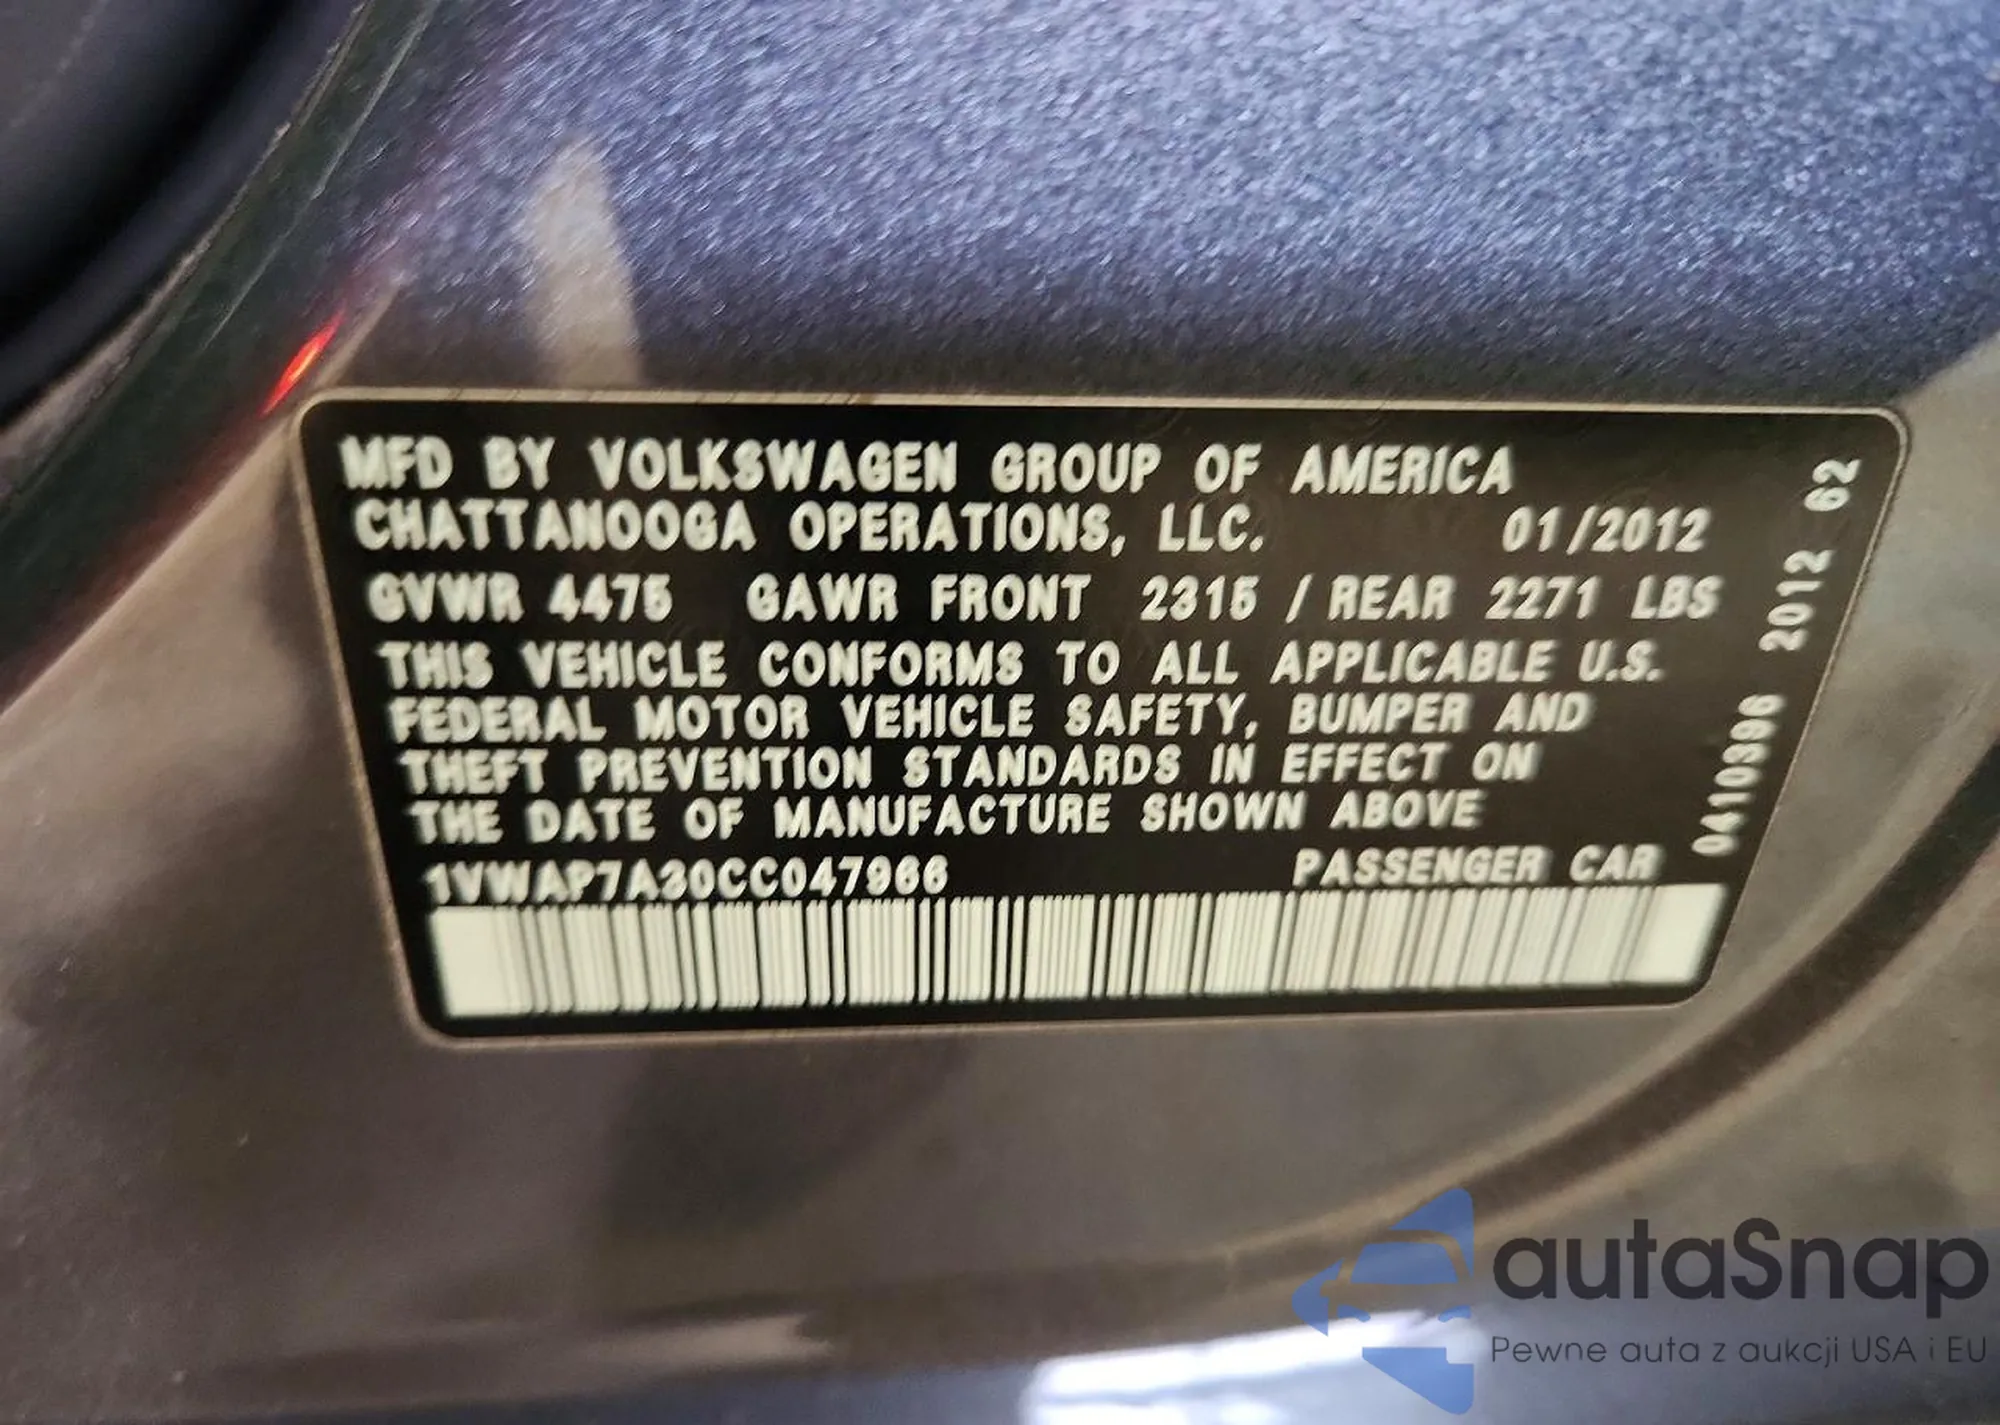 MFD BY VOLKSWAGEN GROUP OF AMERICA
CHATTANOOGA OPERATIONS, LLC. 01/2012
GVWR 4475 GAWR FRONT 2315 / REAR 2271 LBS
THIS VEHICLE CONFORMS TO ALL APPLICABLE U.S.
FEDERAL MOTOR VEHICLE SAFETY, BUMPER AND
THEFT PREVENTION STANDARDS IN EFFECT ON
THE DATE OF MANUFACTURE SHOWN ABOVE
1VWAP7A30CC047966 PASSENGER CAR
0410396 2012 62
autaSnap
Pewne auta z aukcji USA i EU